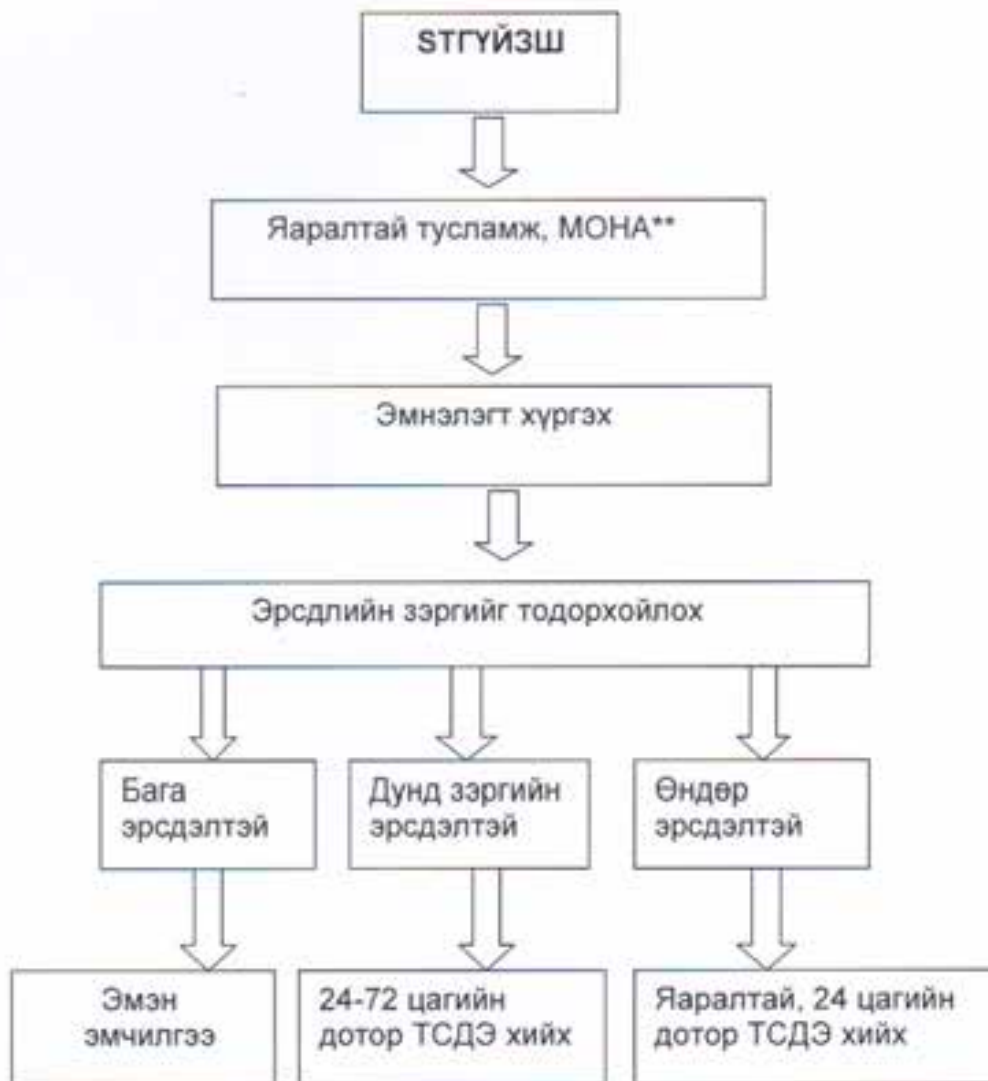 STГҮЙЗШ
Яаралтай тусламж, МОНА**
Эмнэлэгт хүргэх
Эрсдлийн зэргийг тодорхойлох
Бага
эрсдэлтэй
Дунд зэргийн
эрсдэлтэй
Өндөр
эрсдэлтэй
Эмэн
эмчилгээ
24-72 цагийн
дотор ТСДЭ хийх
Яаралтай, 24 цагийн
дотор ТСДЭ хийх